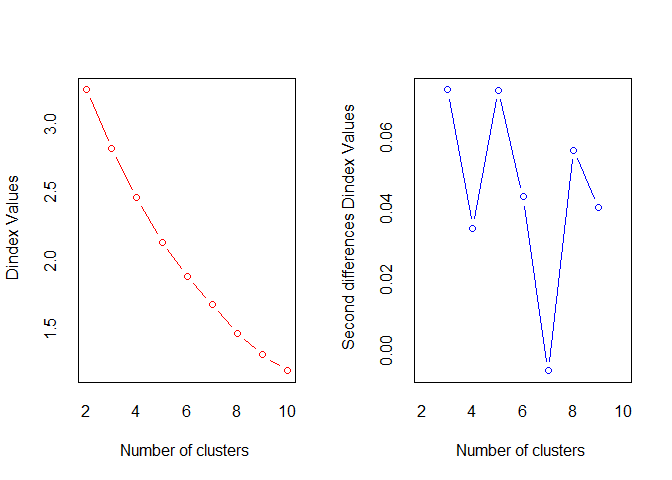 Dindex Values
3.0
2.5
2.0
1.5
2 4 6 8 10
Number of clusters
Second differences Dindex Values
0.06
0.04
0.02
0.00
2 4 6 8 10
Number of clusters